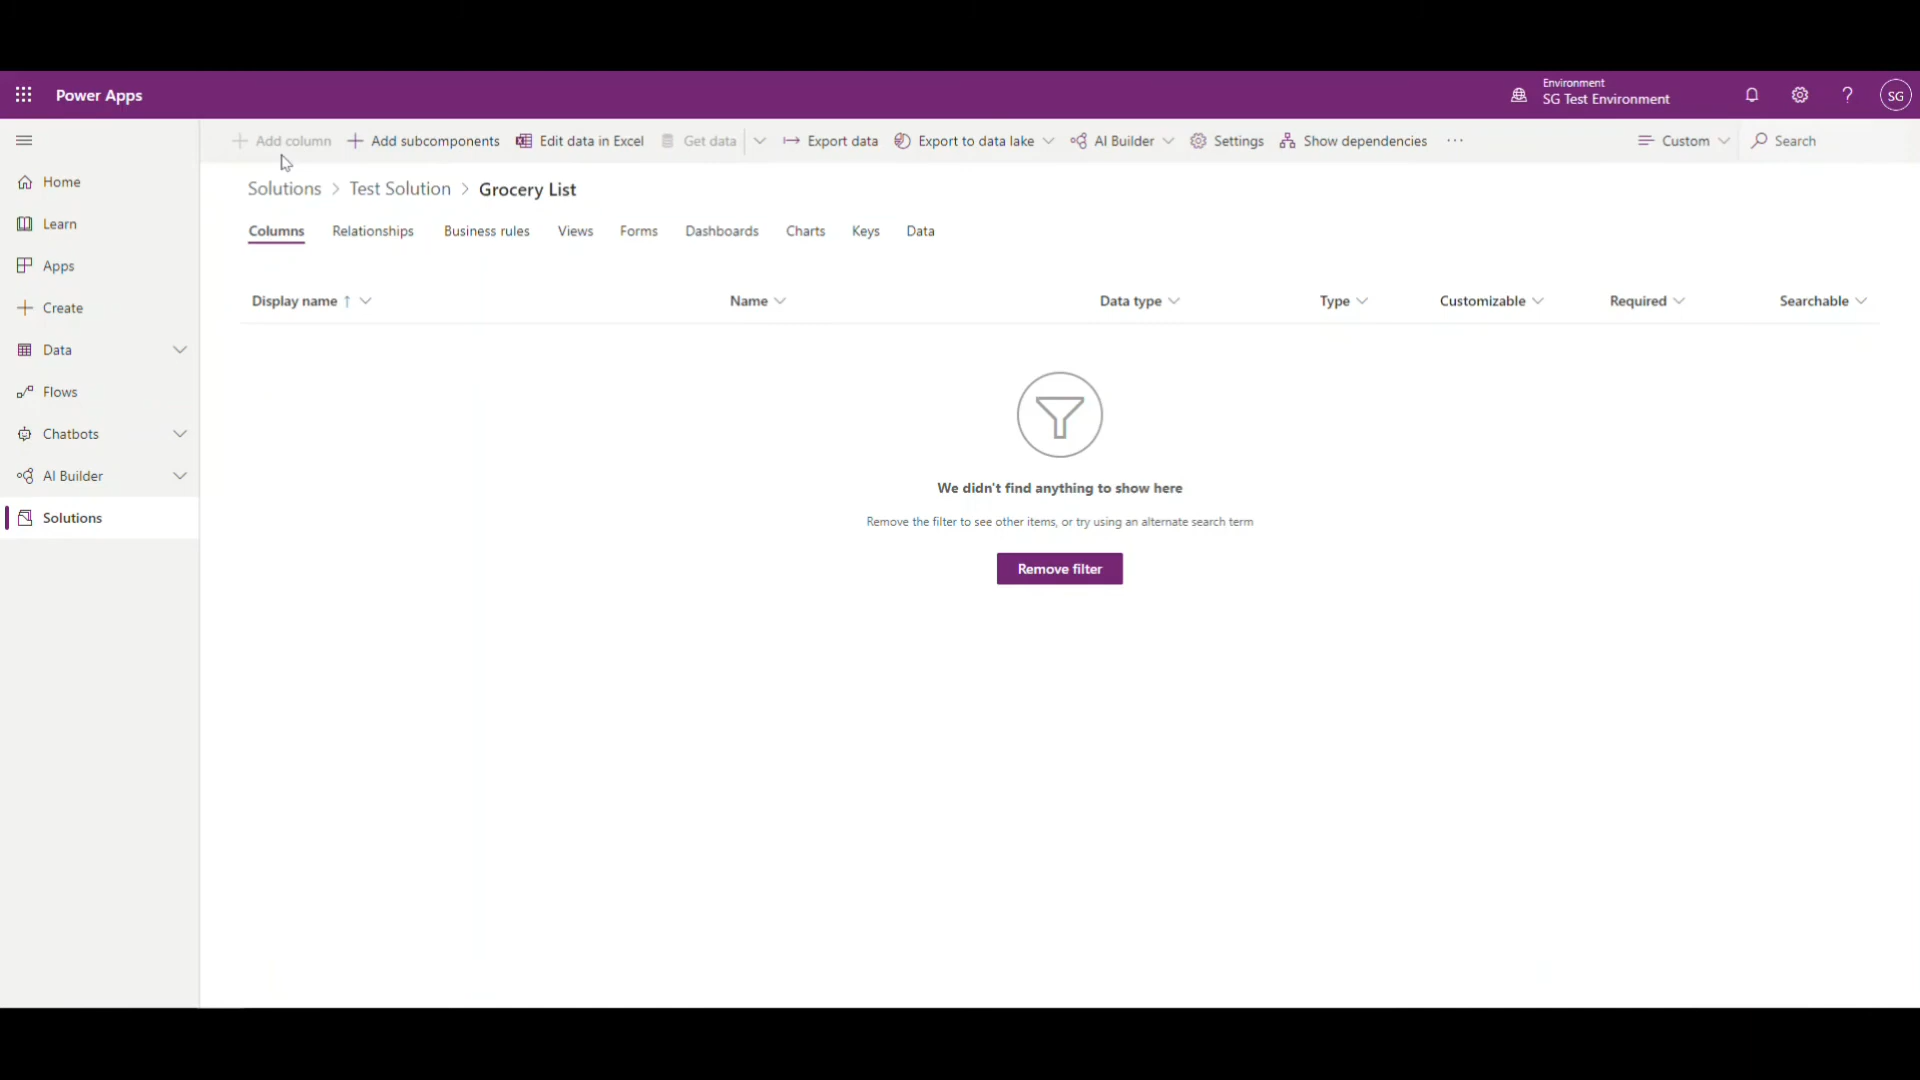 Power Apps
Environment
SG Test Environment
SG
Add column
Add subcomponents
Edit data in Excel
Get data
Export data
Export to data lake
AI Builder
Settings
Show dependencies
Custom
Search
Home
Learn
Apps
Create
Data
Flows
Chatbots
AI Builder
Solutions
Solutions > Test Solution > Grocery List
Columns
Relationships
Business rules
Views
Forms
Dashboards
Charts
Keys
Data
Display name ↑
Name
Data type
Type
Customizable
Required
Searchable
We didn't find anything to show here
Remove the filter to see other items, or try using an alternate search term
Remove filter